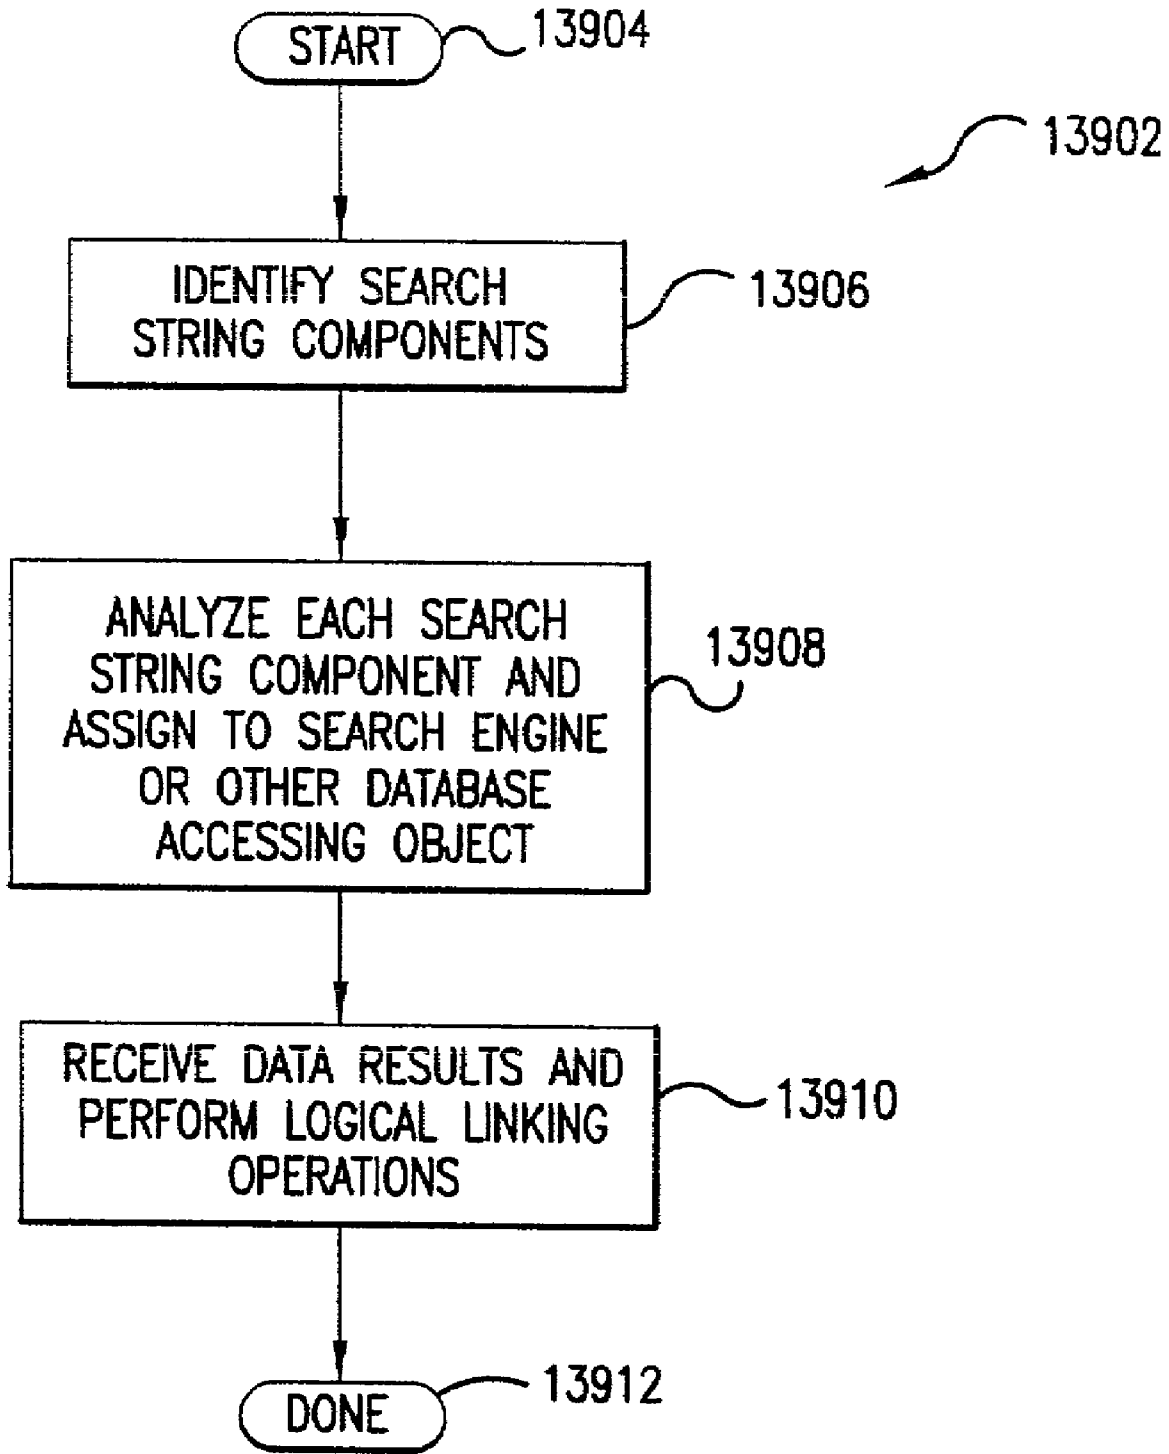 START
13904
13902
IDENTIFY SEARCH
STRING COMPONENTS
13906
ANALYZE EACH SEARCH
STRING COMPONENT AND
ASSIGN TO SEARCH ENGINE
OR OTHER DATABASE
ACCESSING OBJECT
13908
RECEIVE DATA RESULTS AND
PERFORM LOGICAL LINKING
OPERATIONS
13910
DONE
13912